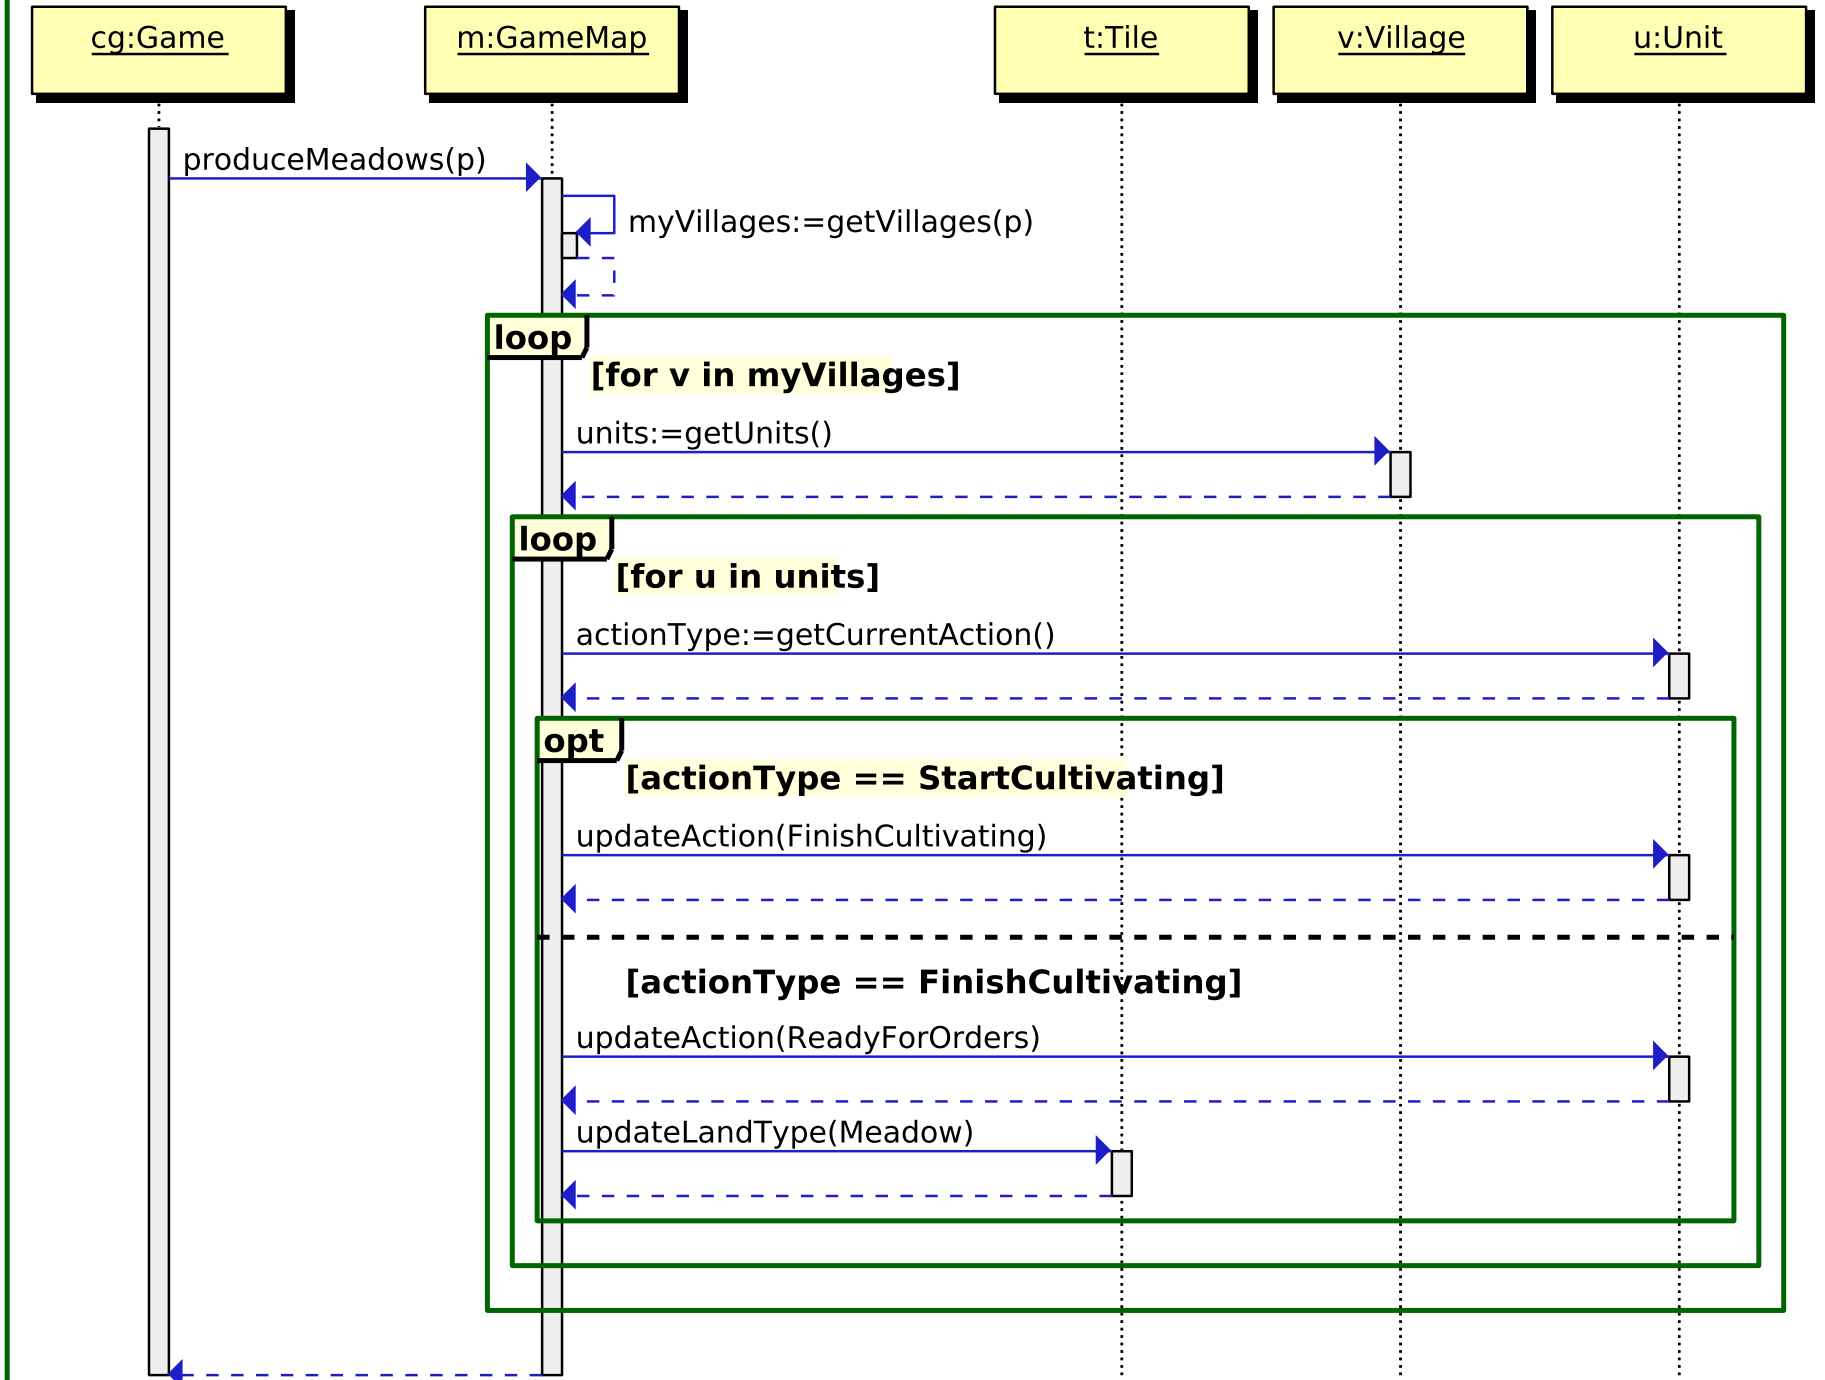 cg:Game
m:GameMap
t:Tile
v:Village
u:Unit
produceMeadows(p)
myVillages:=getVillages(p)
loop
[for v in myVillages]
units:=getUnits()
loop
[for u in units]
actionType:=getCurrentAction()
opt
[actionType == StartCultivating]
updateAction(FinishCultivating)
[actionType == FinishCultivating]
updateAction(ReadyForOrders)
updateLandType(Meadow)